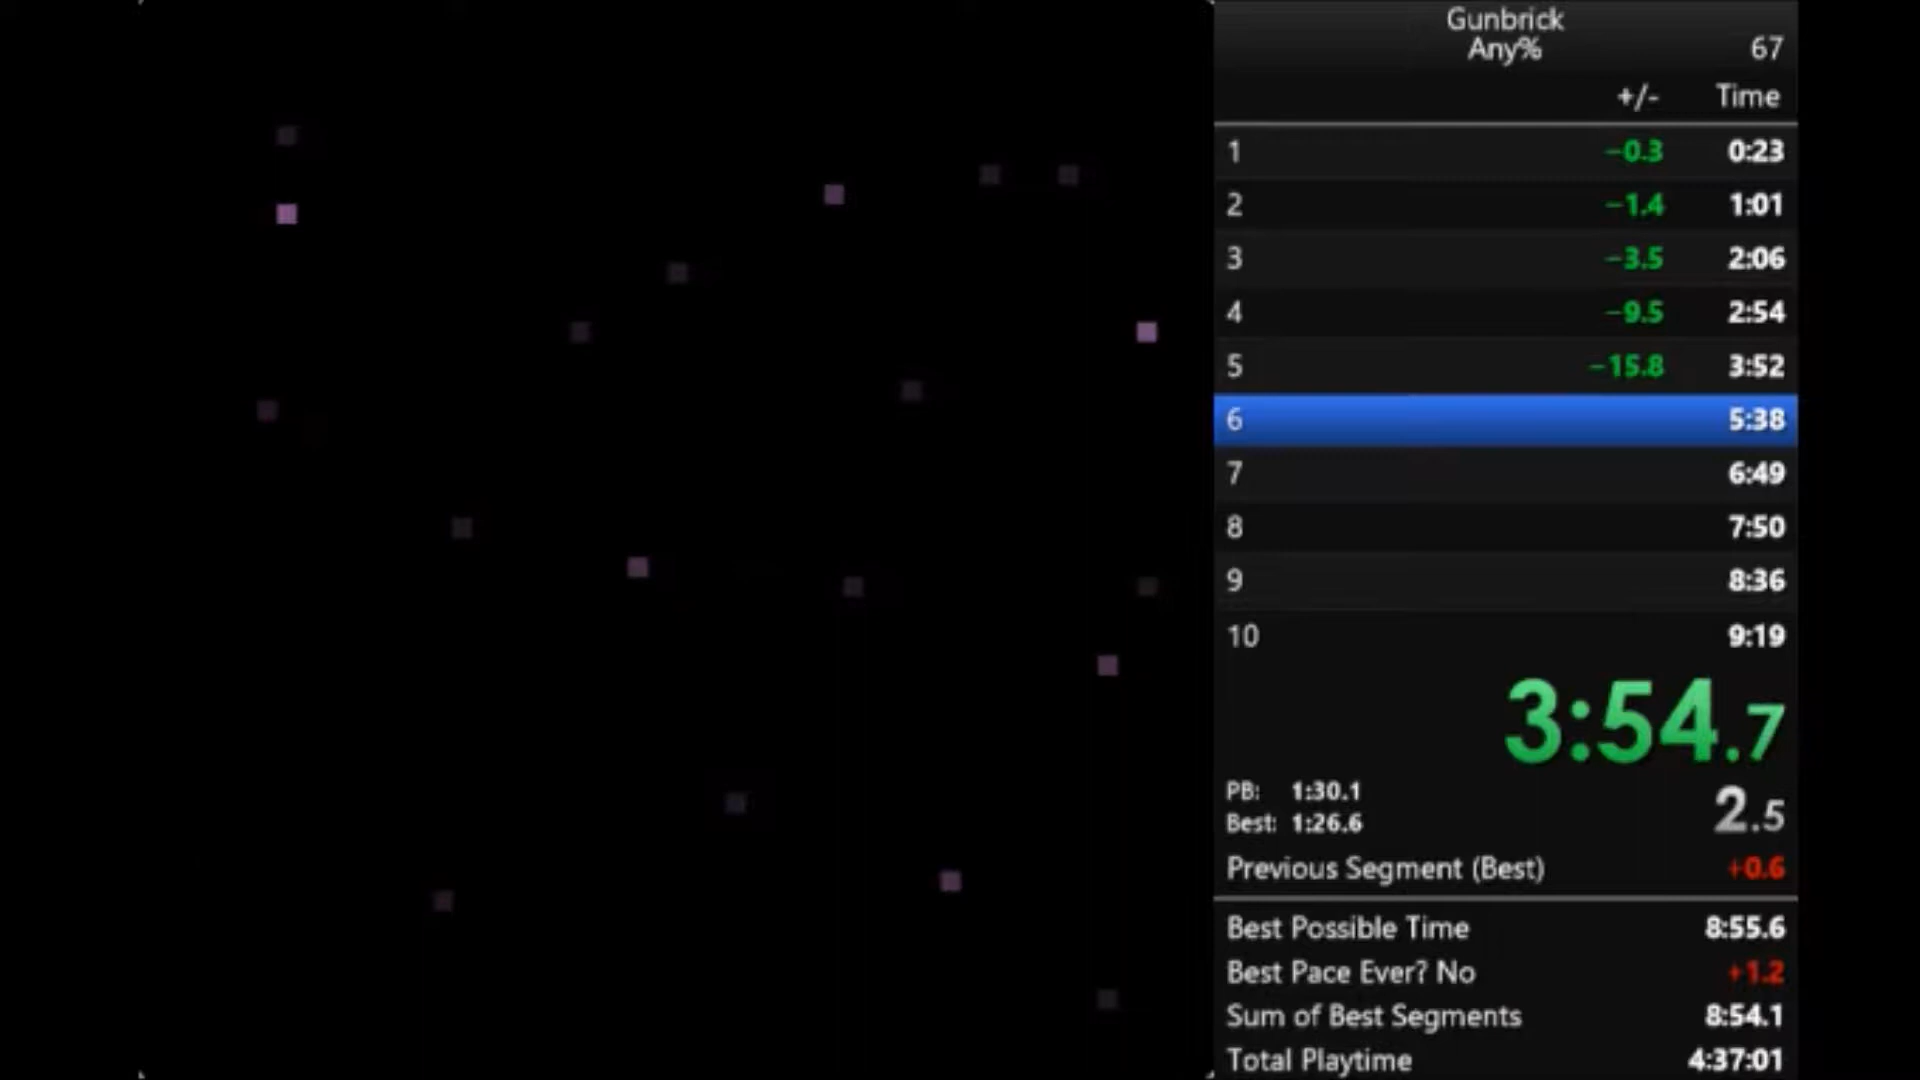 Gunbrick
Any% 67
+/- Time
1 −0.3 0:23
2 −1.4 1:01
3 −3.5 2:06
4 −9.5 2:54
5 −15.8 3:52
6 5:38
7 6:49
8 7:50
9 8:36
10 9:19
3:54.7
PB: 1:30.1
2.5
Best: 1:26.6
Previous Segment (Best) +0.6
Best Possible Time 8:55.6
Best Pace Ever? No +1.2
Sum of Best Segments 8:54.1
Total Playtime 4:37:01